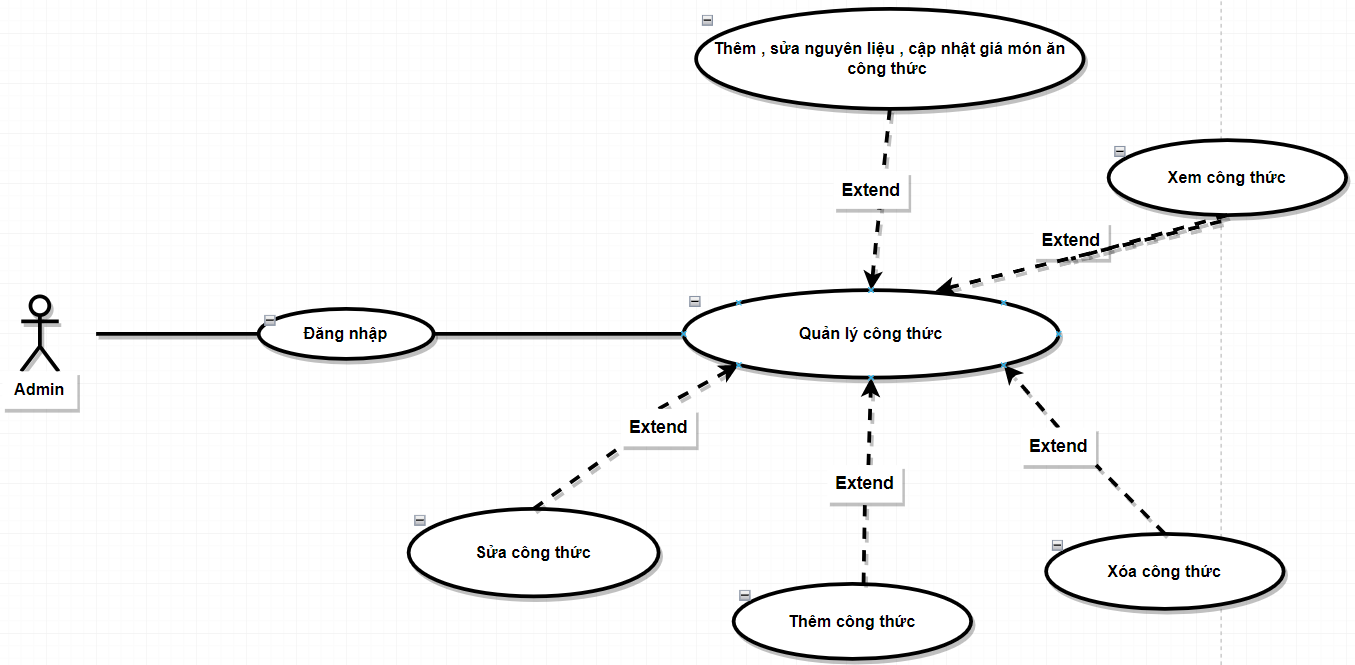 Thêm , sửa nguyên liệu , cập nhật giá món ăn
công thức
Xem công thức
Extend
Extend
Đăng nhập
Quản lý công thức
Admin
Extend
Extend
Extend
Sửa công thức
Xóa công thức
Thêm công thức